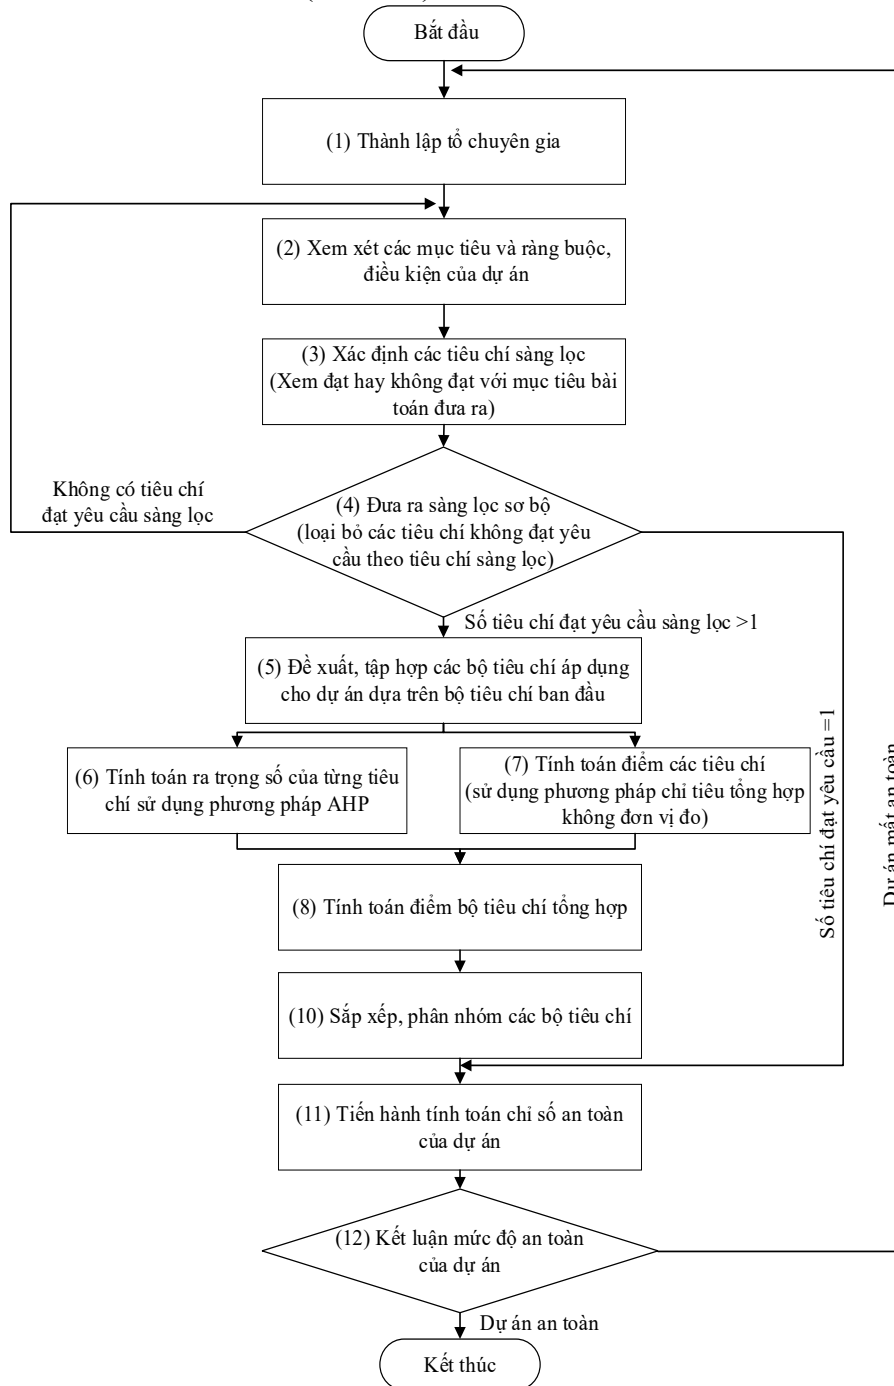 Bắt đầu
(1) Thành lập tổ chuyên gia
(2) Xem xét các mục tiêu và ràng buộc,
điều kiện của dự án
(3) Xác định các tiêu chí sàng lọc
(Xem đạt hay không đạt với mục tiêu bài
toán đưa ra)
Không có tiêu chí
đạt yêu cầu sàng lọc
(4) Đưa ra sàng lọc sơ bộ
(loại bỏ các tiêu chí không đạt yêu
cầu theo tiêu chí sàng lọc)
Số tiêu chí đạt yêu cầu sàng lọc >1
(5) Đề xuất, tập hợp các bộ tiêu chí áp dụng
cho dự án dựa trên bộ tiêu chí ban đầu
(6) Tính toán ra trọng số của từng tiêu
chí sử dụng phương pháp AHP
(7) Tính toán điểm các tiêu chí
(sử dụng phương pháp chỉ tiêu tổng hợp
không đơn vị đo)
Số tiêu chí đạt yêu cầu =1
Dự án mất an toàn
(8) Tính toán điểm bộ tiêu chí tổng hợp
(10) Sắp xếp, phân nhóm các bộ tiêu chí
(11) Tiến hành tính toán chỉ số an toàn
của dự án
(12) Kết luận mức độ an toàn
của dự án
Dự án an toàn
Kết thúc